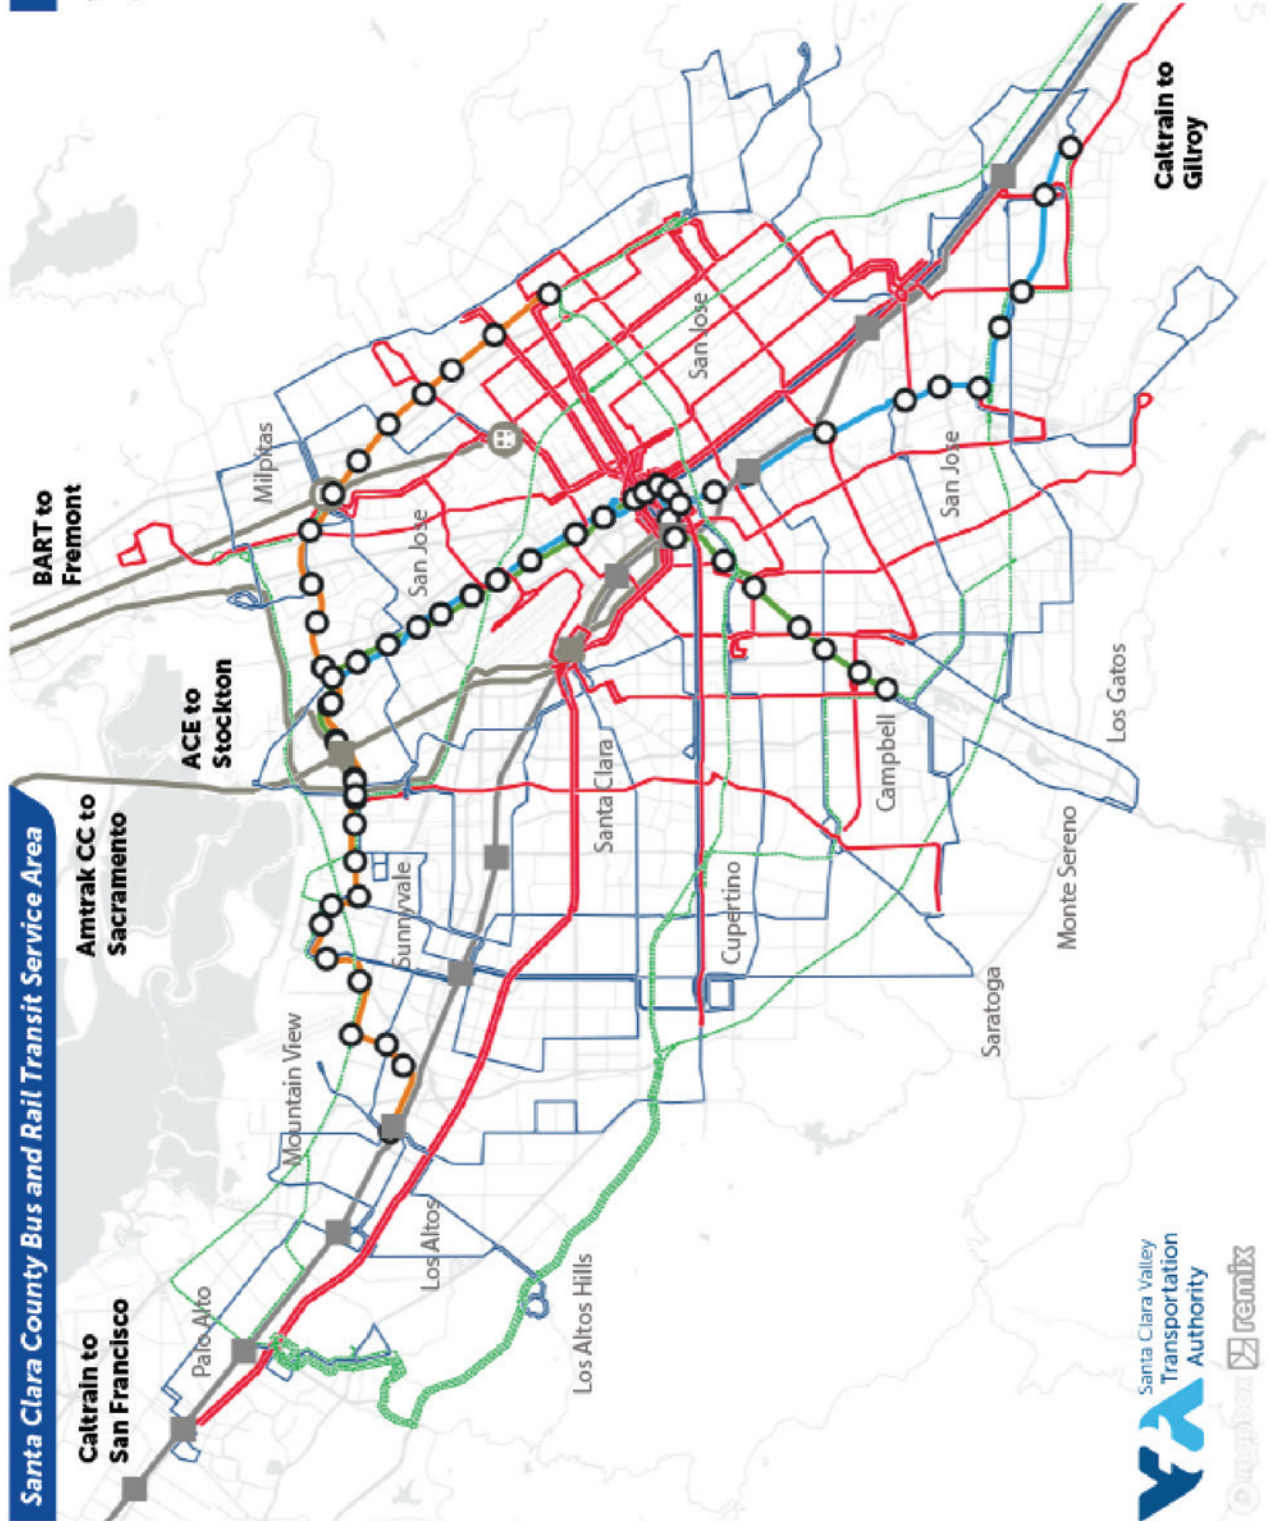 Santa Clara County Bus and Rail Transit Service Area
Caltrain to
San Francisco
Amtrak CC to
Sacramento
ACE to
Stockton
BART to
Fremont
Caltrain to
Gilroy
Palo Alto
Mountain View
Sunnyvale
Milpitas
San Jose
Los Altos
Los Altos Hills
Santa Clara
San Jose
Cupertino
Campbell
San Jose
Saratoga
Monte Sereno
Los Gatos
Santa Clara Valley
Transportation
Authority
VTA
© mapbox remix